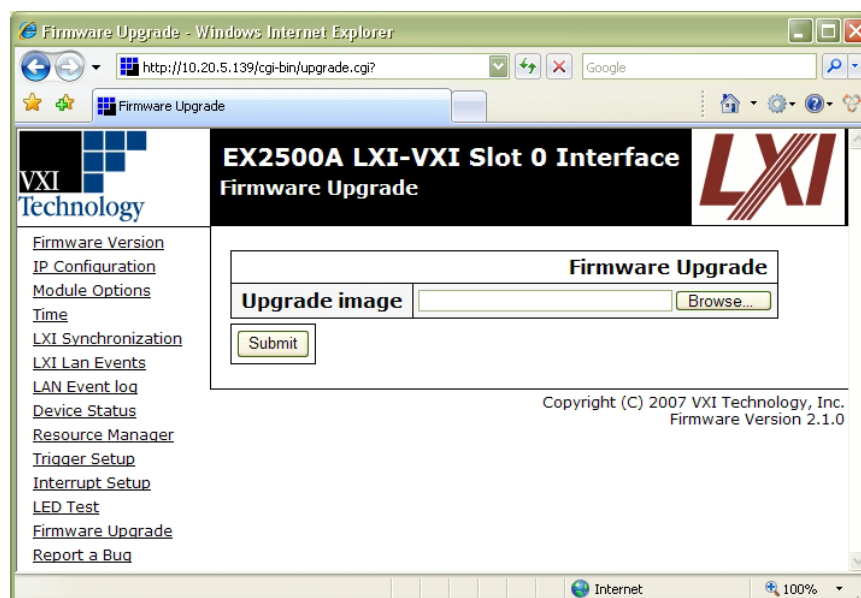 Firmware Upgrade - Windows Internet Explorer
http://10.20.5.139/cgi-bin/upgrade.cgi?
Google
Firmware Upgrade
VXI
Technology
EX2500A LXI-VXI Slot 0 Interface
Firmware Upgrade
LXI
Firmware Version
IP Configuration
Module Options
Time
LXI Synchronization
LXI Lan Events
LAN Event log
Device Status
Resource Manager
Trigger Setup
Interrupt Setup
LED Test
Firmware Upgrade
Report a Bug
Firmware Upgrade
Upgrade image
Browse...
Submit
Copyright (C) 2007 VXI Technology, Inc.
Firmware Version 2.1.0
Internet
100%